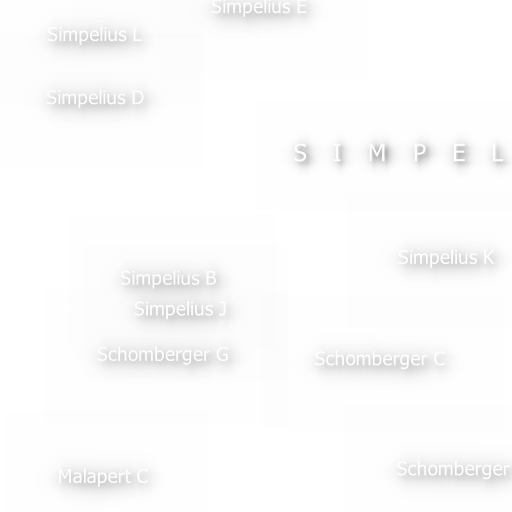 Simpelius E
Simpelius L
Simpelius D
S I M P E L
Simpelius K
Simpelius B
Simpelius J
Schomberger G
Schomberger C
Schomberger
Malapert C